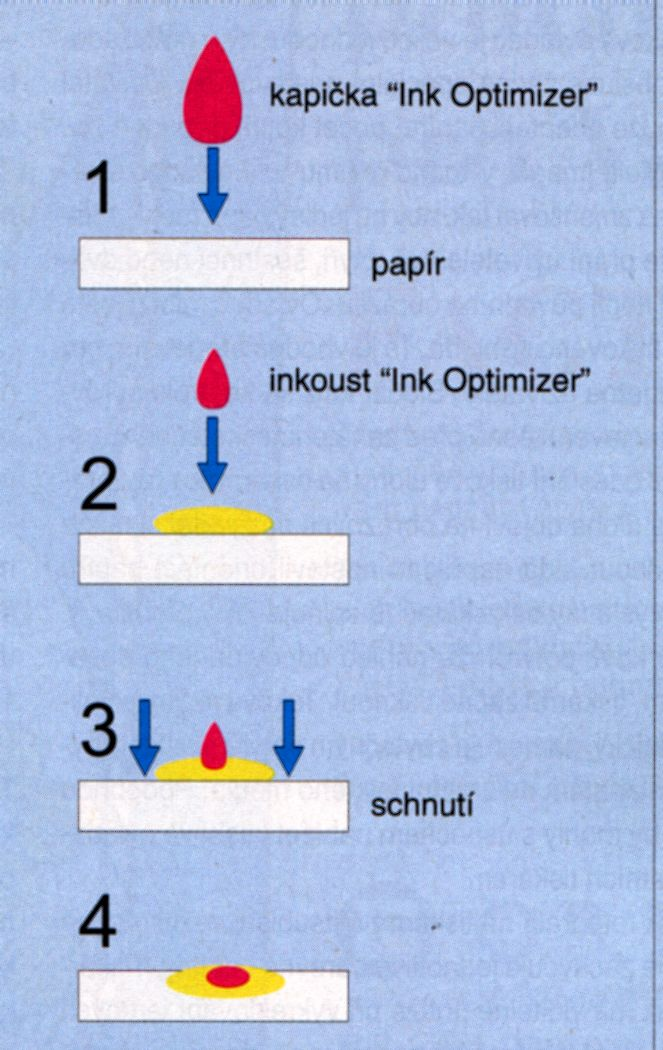 kapička “Ink Optimizer”
1
papír
inkoust “Ink Optimizer”
2
3
schnutí
4